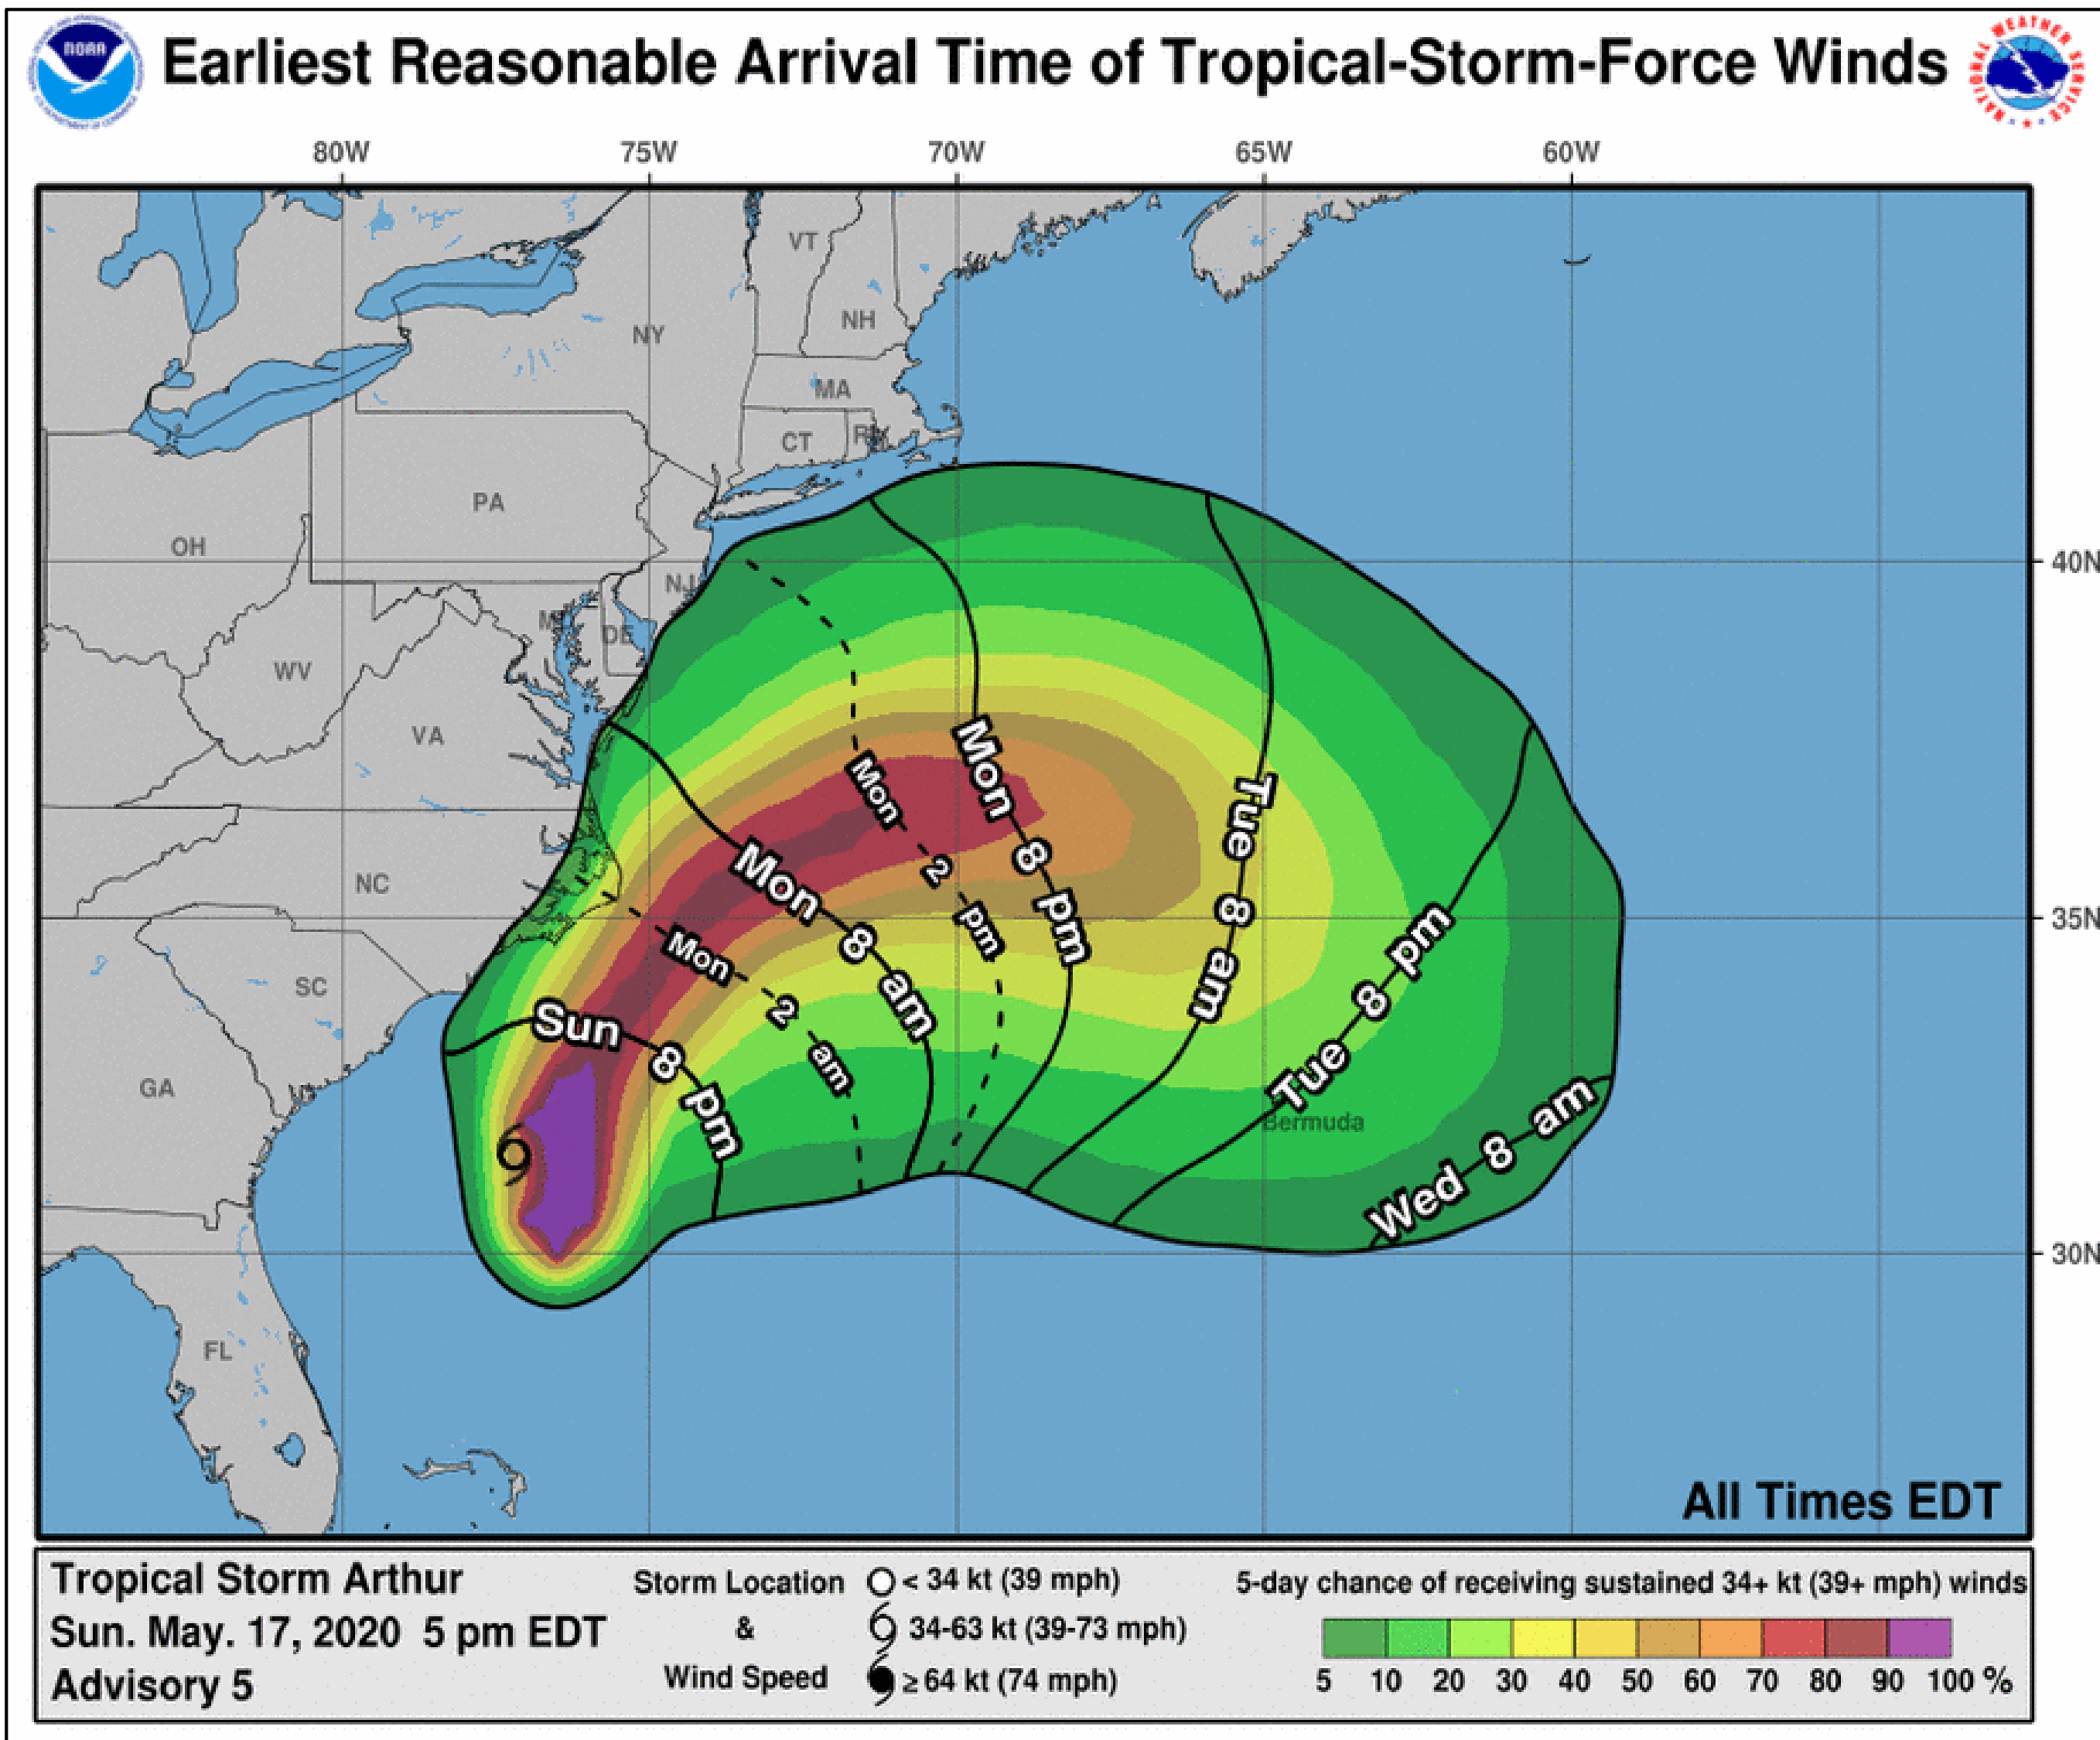 NOAA
Earliest Reasonable Arrival Time of Tropical-Storm-Force Winds
NATIONAL WEATHER SERVICE
80W 75W 70W 65W 60W
VT
NH
NY
MA
CT
PA
OH
NJ
40N
DE
WV
VA
Mon 2 pm
Mon 8 pm
Tue 8 am
NC
Mon 8 am
35N
Mon 2 am
Tue 8 pm
SC
Sun 8 pm
GA
Bermuda
Wed 8 am
30N
FL
All Times EDT
Tropical Storm Arthur
Sun. May. 17, 2020 5 pm EDT
Advisory 5
Storm Location
&
Wind Speed
< 34 kt (39 mph)
34-63 kt (39-73 mph)
≥ 64 kt (74 mph)
5-day chance of receiving sustained 34+ kt (39+ mph) winds
5 10 20 30 40 50 60 70 80 90 100 %